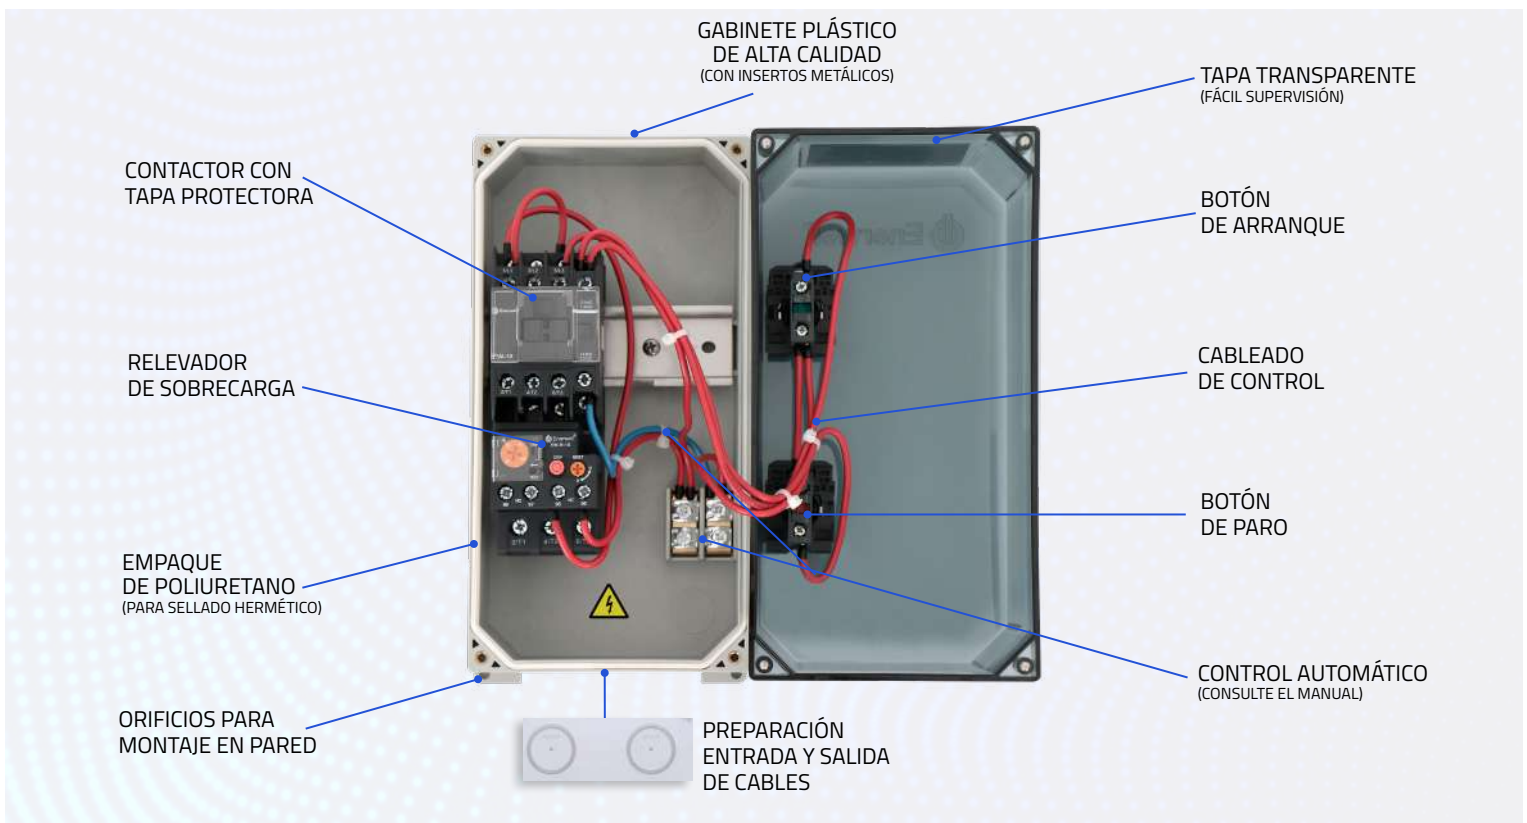 GABINETE PLÁSTICO
DE ALTA CALIDAD
(CON INSERTOS METÁLICOS)
TAPA TRANSPARENTE
(FÁCIL SUPERVISIÓN)
CONTACTOR CON
TAPA PROTECTORA
BOTÓN
DE ARRANQUE
RELEVADOR
DE SOBRECARGA
CABLEADO
DE CONTROL
BOTÓN
DE PARO
EMPAQUE
DE POLIURETANO
(PARA SELLADO HERMÉTICO)
CONTROL AUTOMÁTICO
(CONSULTE EL MANUAL)
ORIFICIOS PARA
MONTAJE EN PARED
PREPARACIÓN
ENTRADA Y SALIDA
DE CABLES